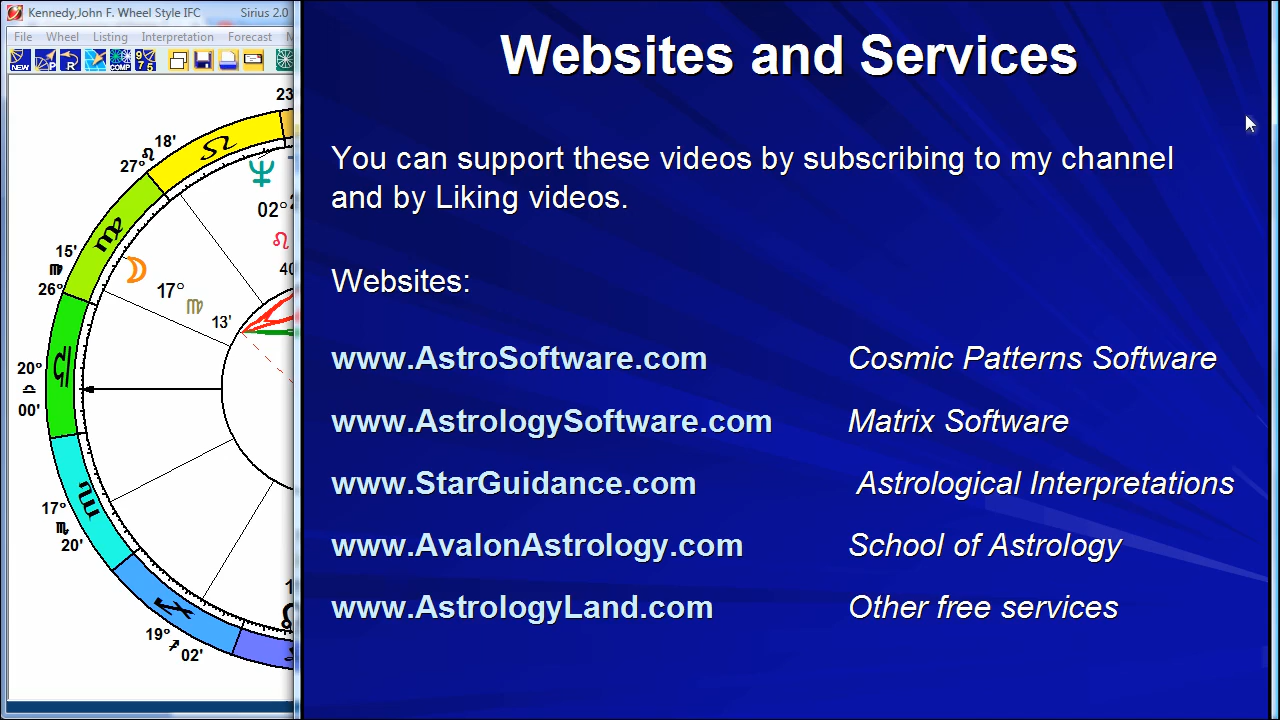 Kennedy,John F. Wheel Style IFC
Sirius 2.0
File Wheel Listing Interpretation Forecast
NEW P R COMP
23
18'
27° ♌
02°
♌
40
15'
♍
26°
17°
♍
13'
20°
♎
00'
17°
♏
20'
19°
♐
02'
Websites and Services
You can support these videos by subscribing to my channel
and by Liking videos.
Websites:
www.AstroSoftware.com Cosmic Patterns Software
www.AstrologySoftware.com Matrix Software
www.StarGuidance.com Astrological Interpretations
www.AvalonAstrology.com School of Astrology
www.AstrologyLand.com Other free services